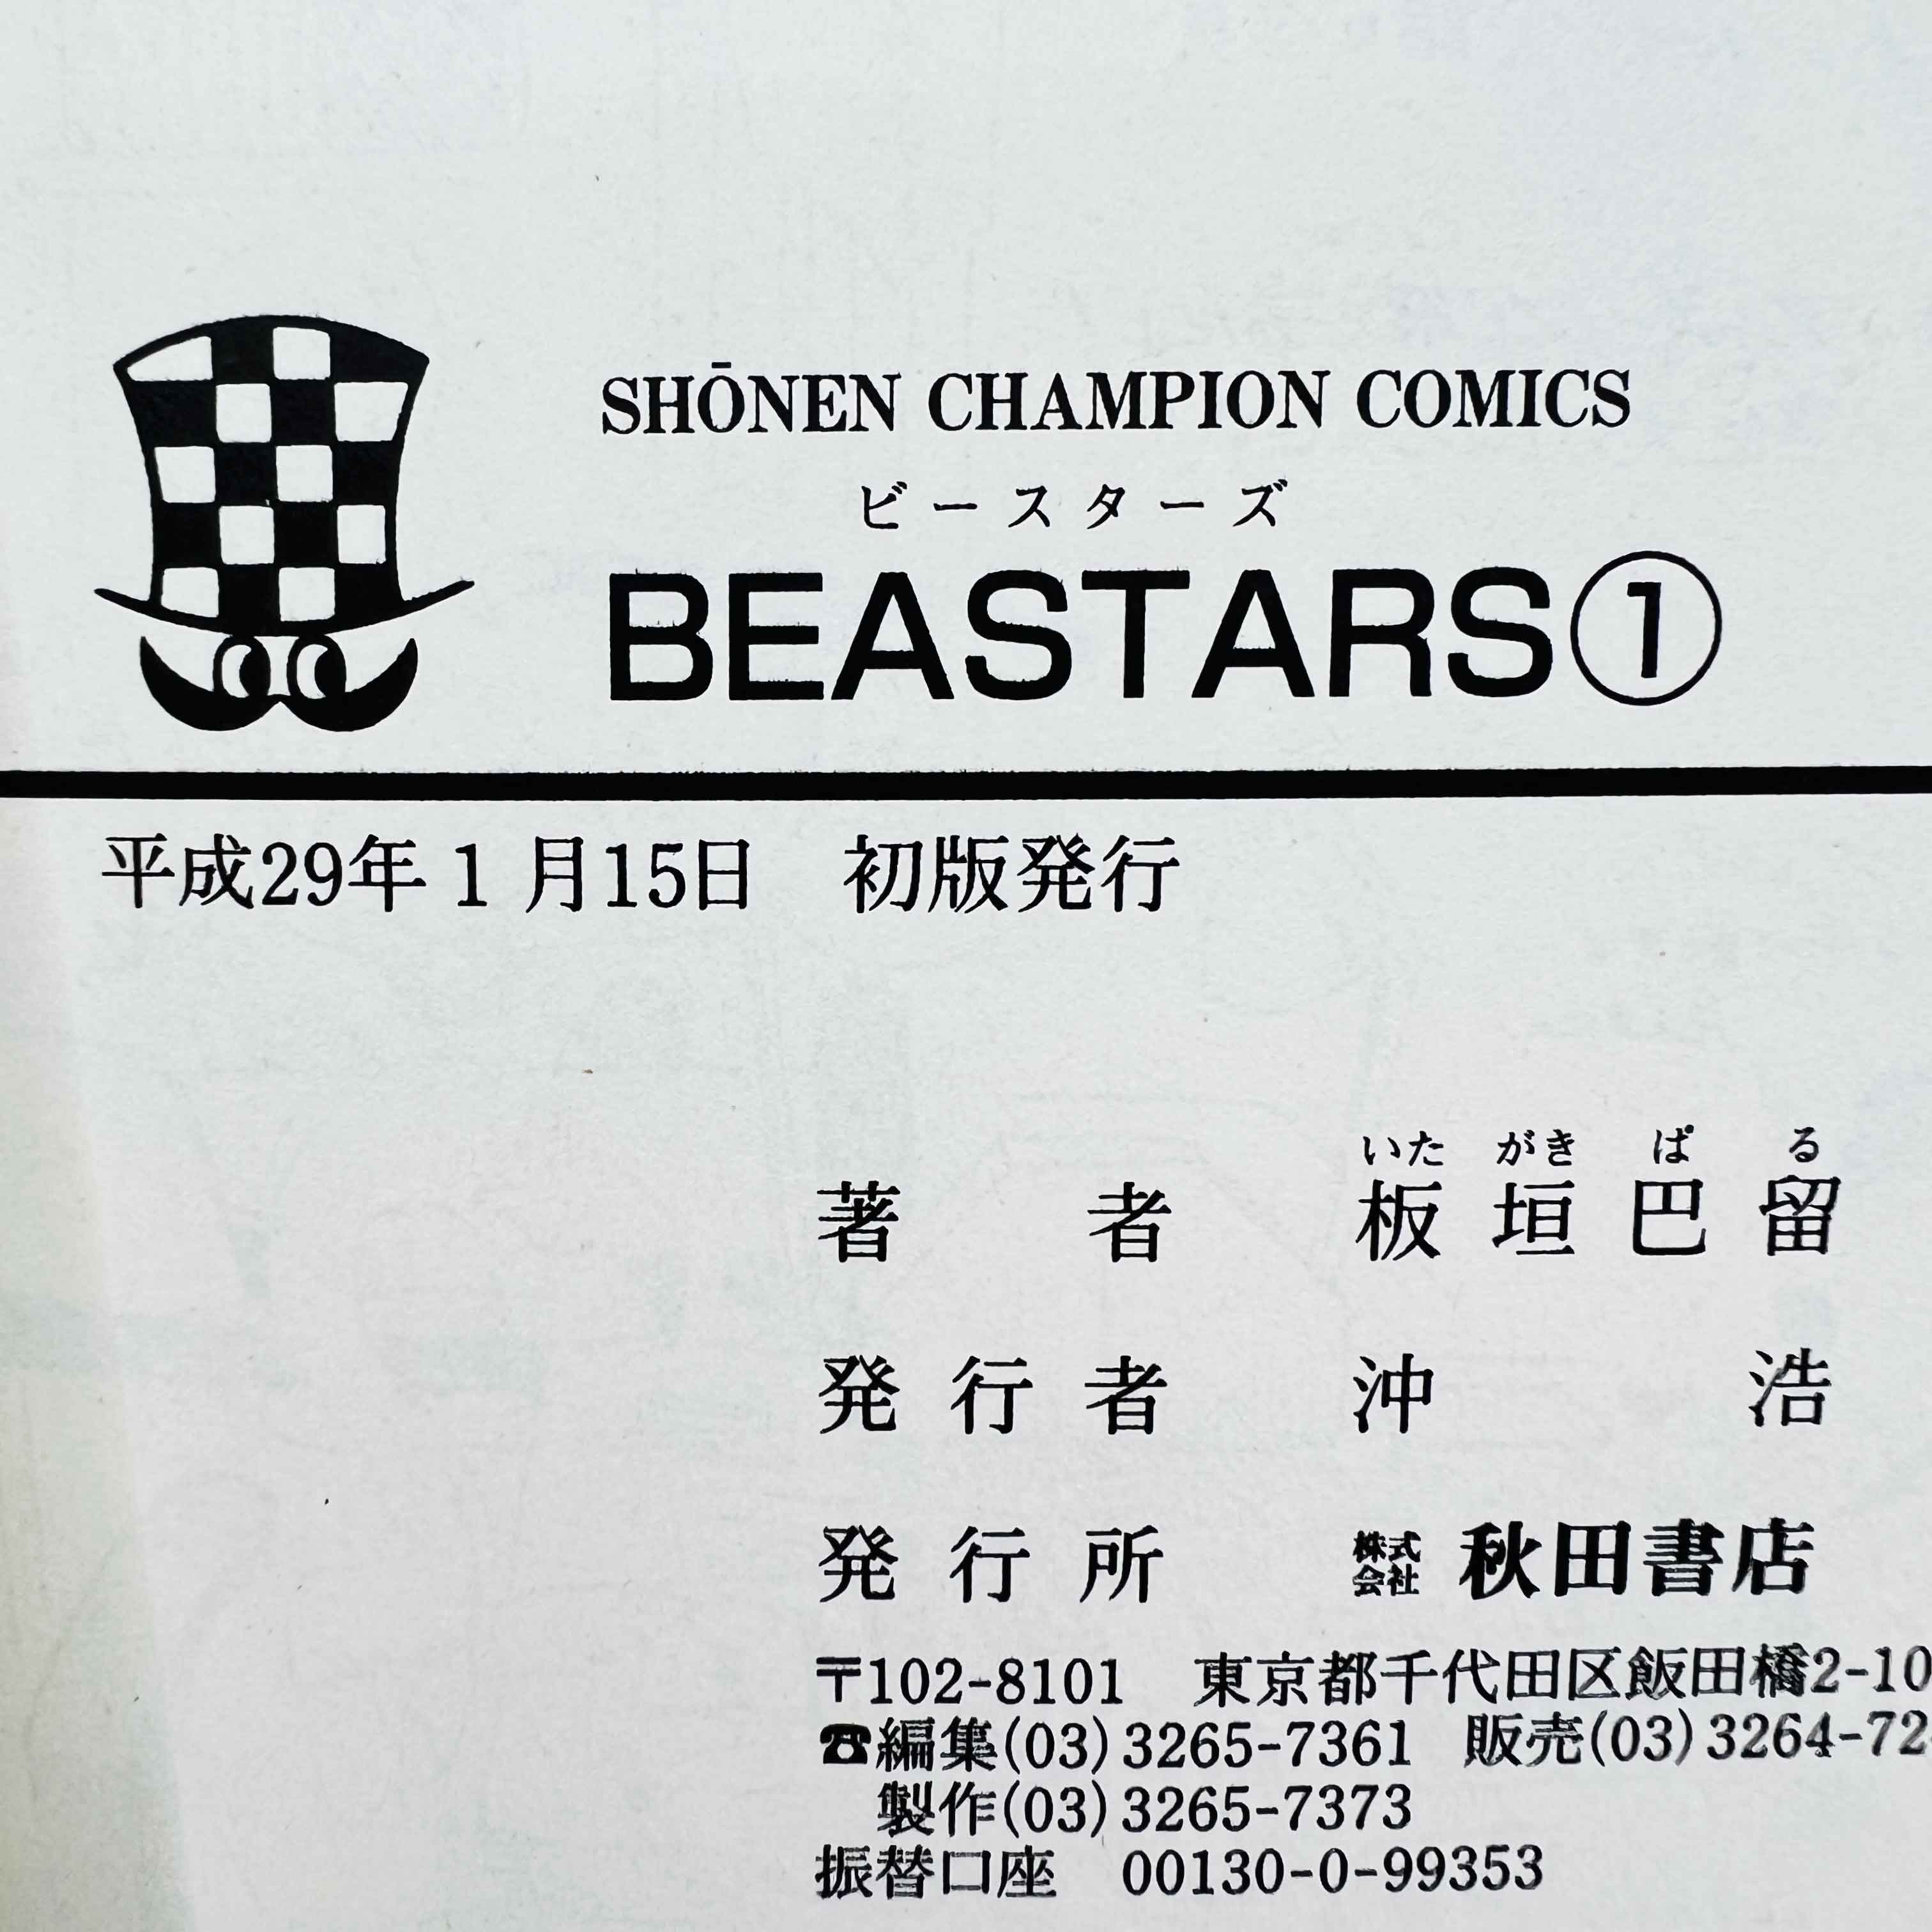 SHŌNEN CHAMPION COMICS
ビースターズ
BEASTARS①
平成29年1月15日 初版発行
いたがきぱる
著者 板垣巴留
発行者 沖浩
発行所 株式会社 秋田書店
〒102-8101 東京都千代田区飯田橋2-10
☎編集(03)3265-7361 販売(03)3264-72
製作(03)3265-7373
振替口座 00130-0-99353